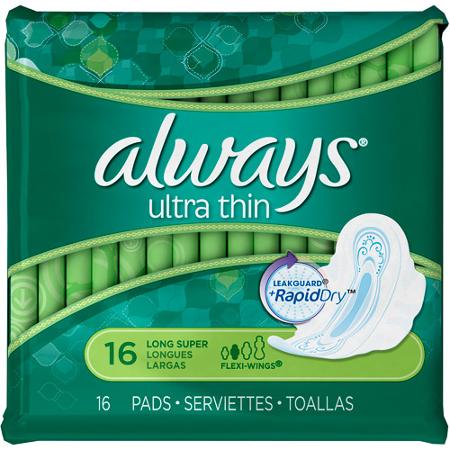 always®
ultra thin
LEAKGUARD®
+RapidDry™
16
LONG SUPER
LONGUES
LARGAS
FLEXI-WINGS®
16 PADS • SERVIETTES • TOALLAS